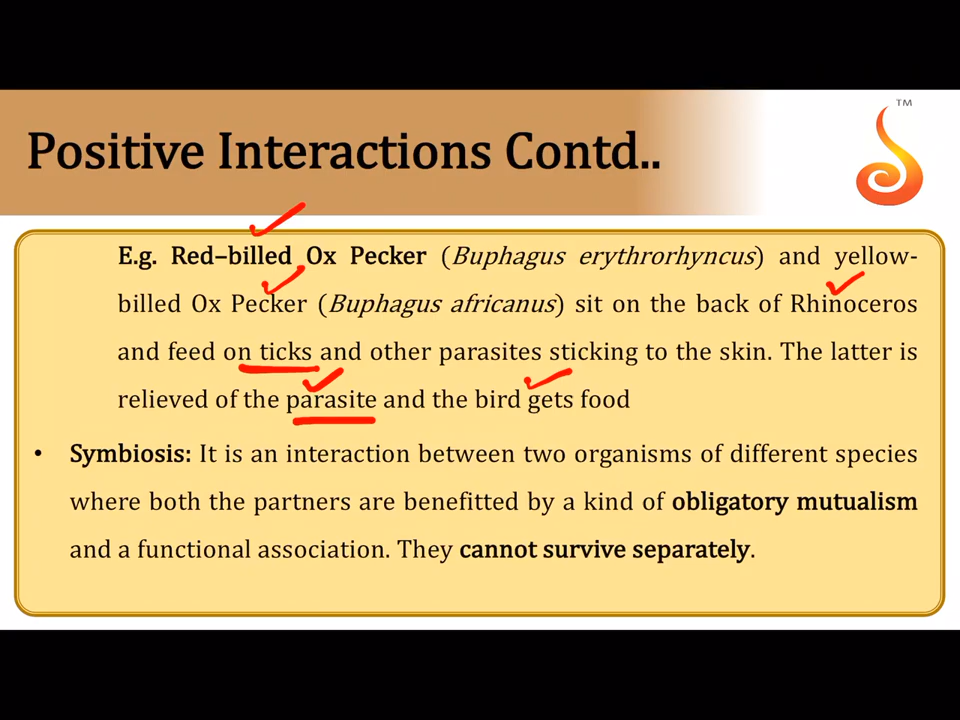 TM
Positive Interactions Contd..
E.g. Red–billed Ox Pecker (Buphagus erythrorhyncus) and yellow-
billed Ox Pecker (Buphagus africanus) sit on the back of Rhinoceros
and feed on ticks and other parasites sticking to the skin. The latter is
relieved of the parasite and the bird gets food
• Symbiosis: It is an interaction between two organisms of different species
where both the partners are benefitted by a kind of obligatory mutualism
and a functional association. They cannot survive separately.